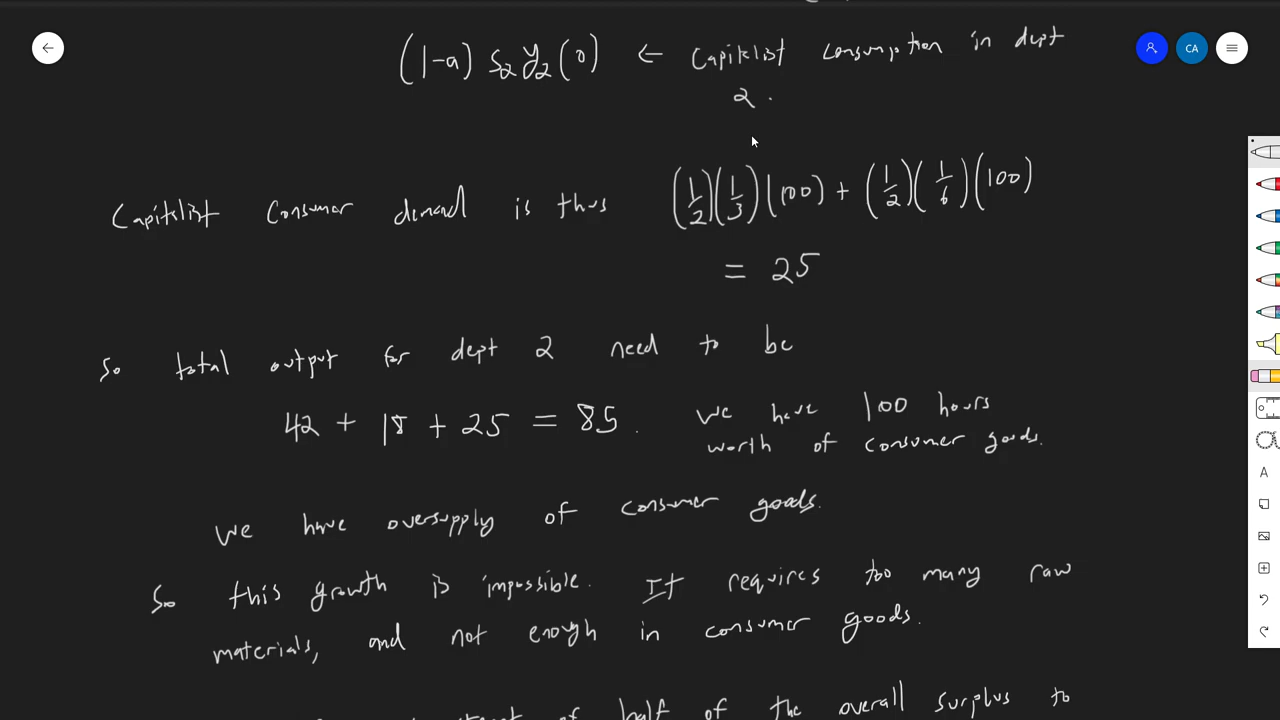 (1-a) S₂Y₂(0) ← Capitalist consumption in dept
2.
Capitalist Consumer demand is thus (1/2)(1/3)(100) + (1/2)(1/6)(100)
= 25
So total output for dept 2 need to be
42 + 18 + 25 = 85. We have 100 hours
worth of consumer goods.
We have oversupply of consumer goods.
So this growth is impossible. It requires too many raw
materials, and not enough in consumer goods.
of half of the overall surplus to
CA
A